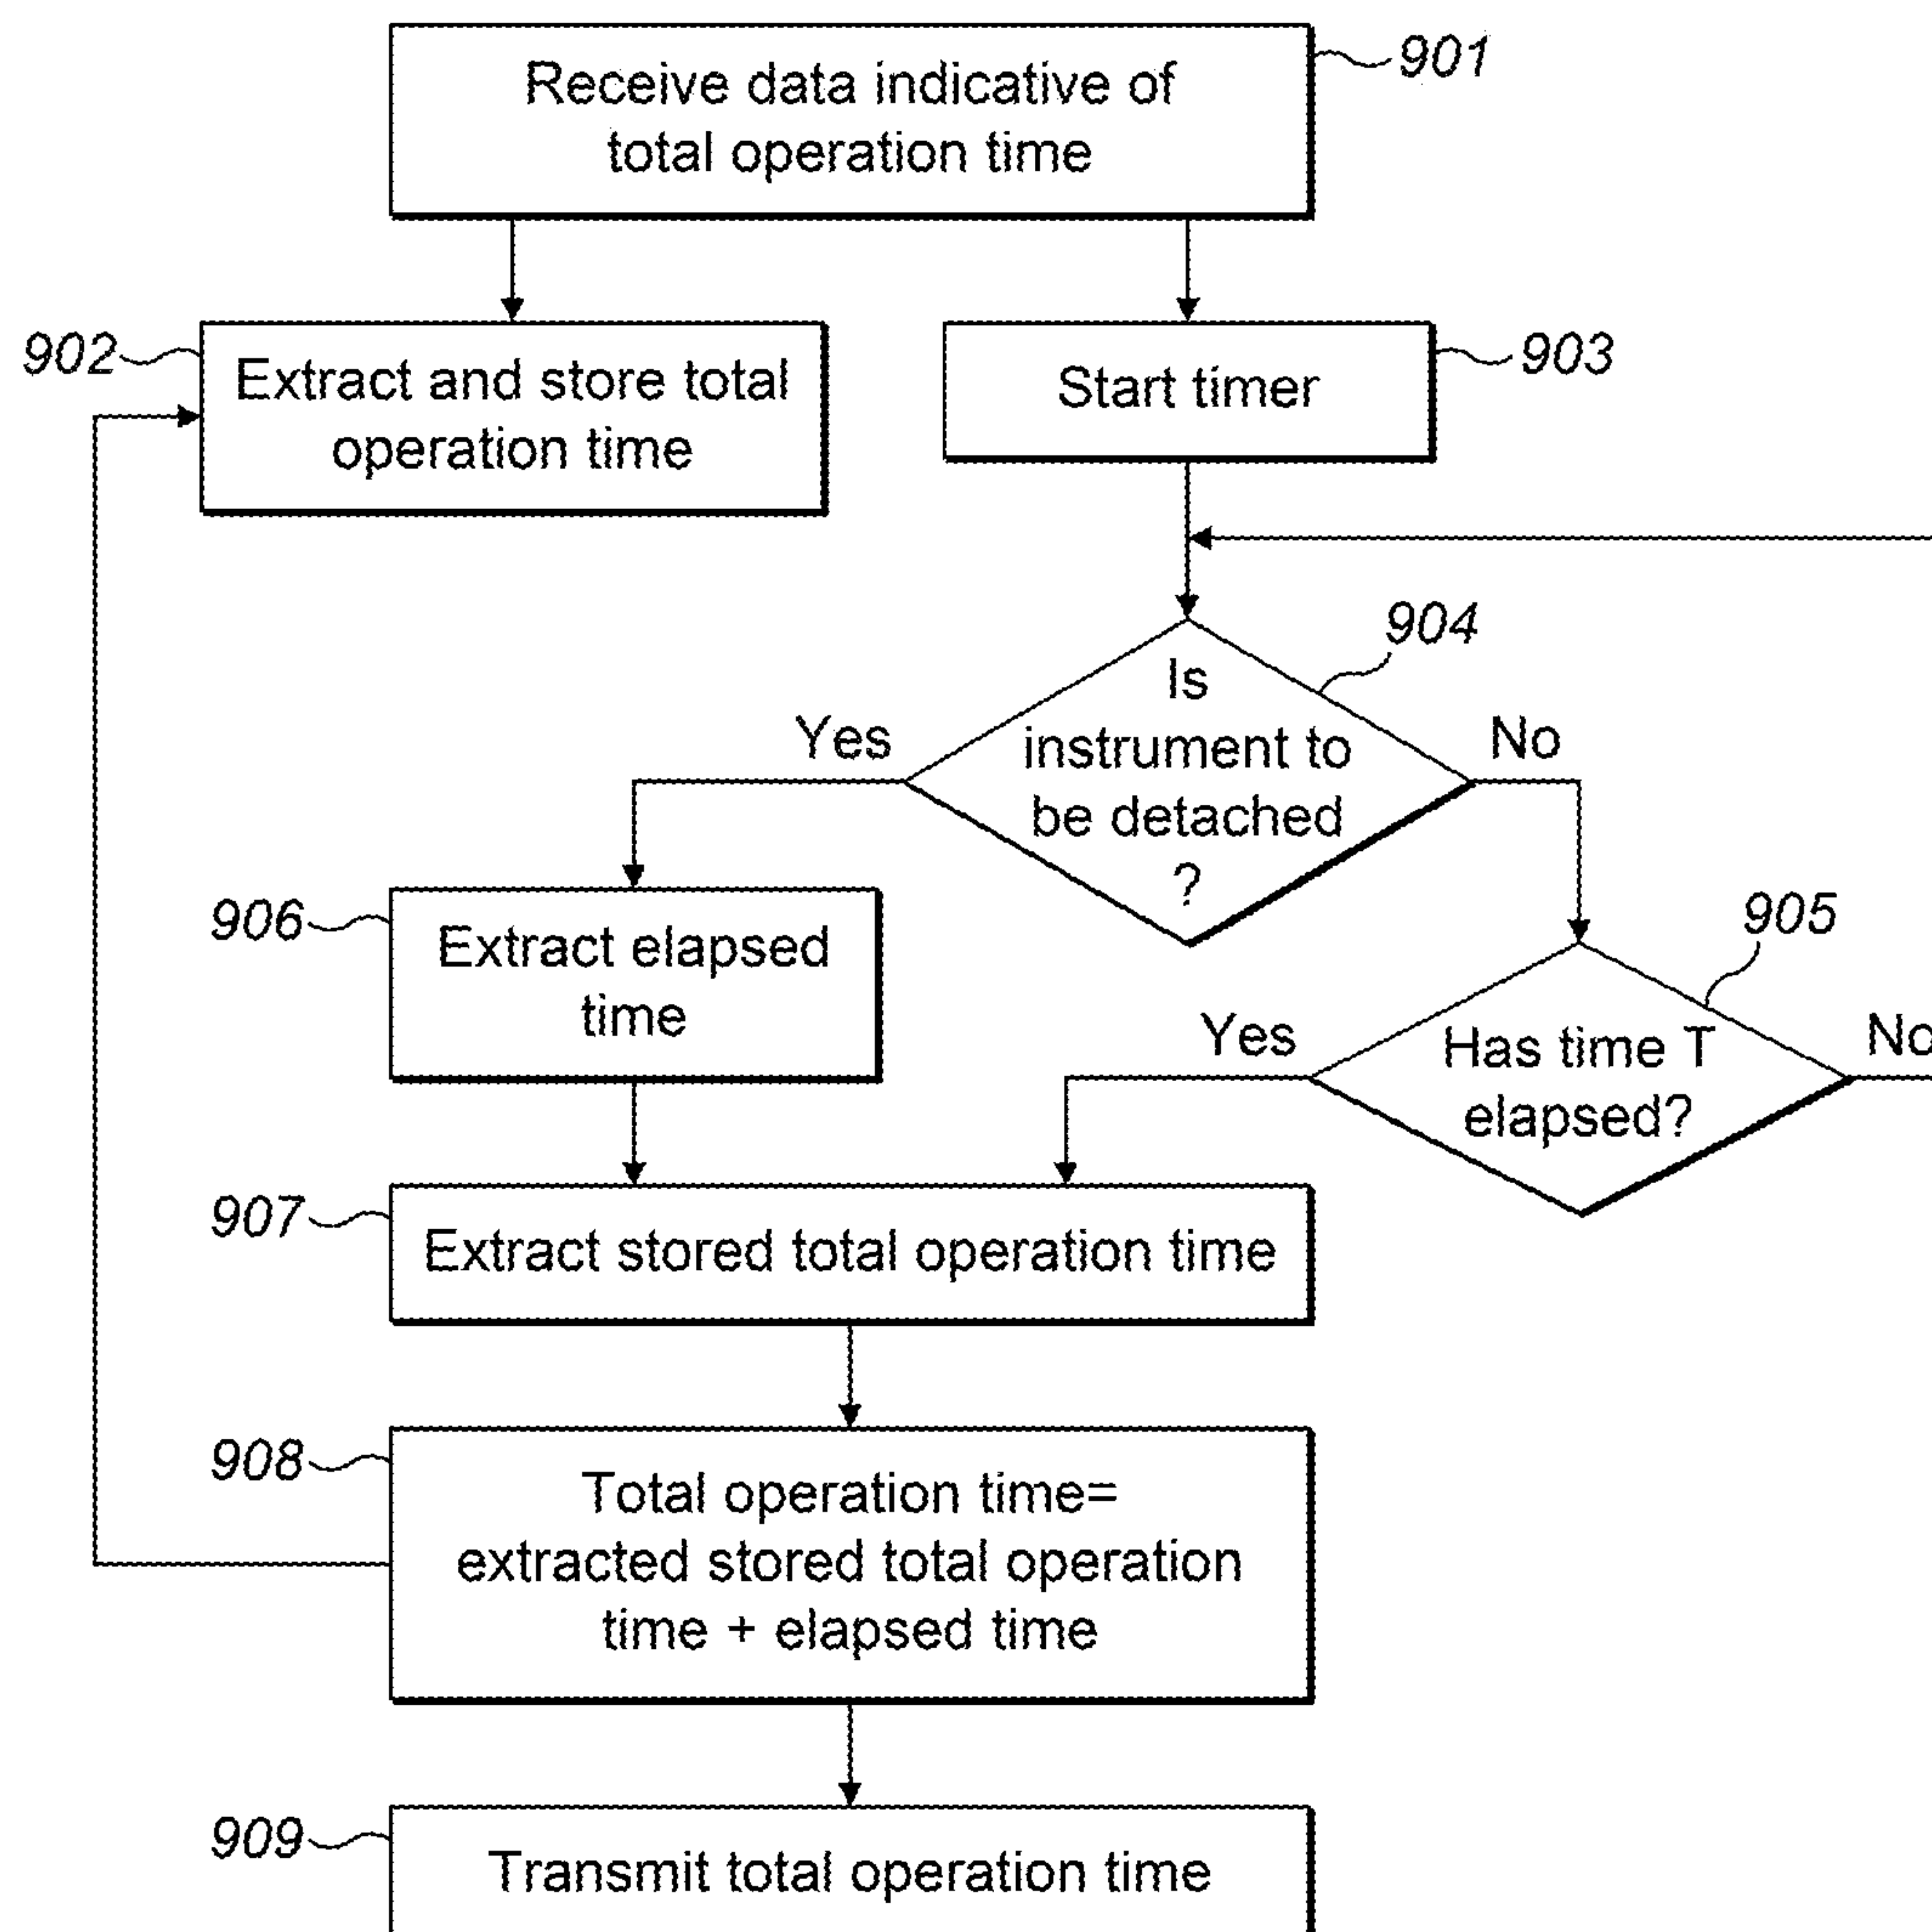 Receive data indicative of
total operation time
901
902
Extract and store total
operation time
Start timer
903
904
Is
instrument to
be detached
?
Yes
No
906
Extract elapsed
time
905
Has time T
elapsed?
Yes
No
907
Extract stored total operation time
908
Total operation time=
extracted stored total operation
time + elapsed time
909
Transmit total operation time